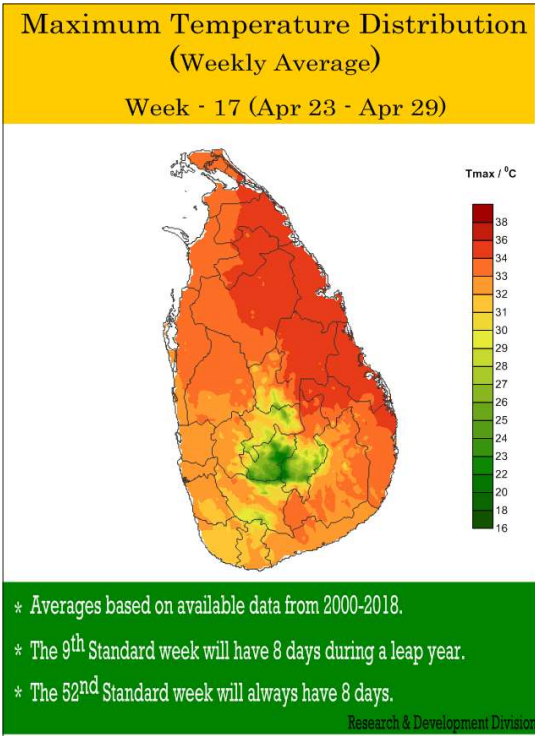 Maximum Temperature Distribution
(Weekly Average)
Week - 17 (Apr 23 - Apr 29)
Tmax / ⁰C
38
36
34
33
32
31
30
29
28
27
26
25
24
22
20
18
16
* Averages based on available data from 2000-2018.
* The 9th Standard week will have 8 days during a leap year.
* The 52nd Standard week will always have 8 days.
Research & Development Division